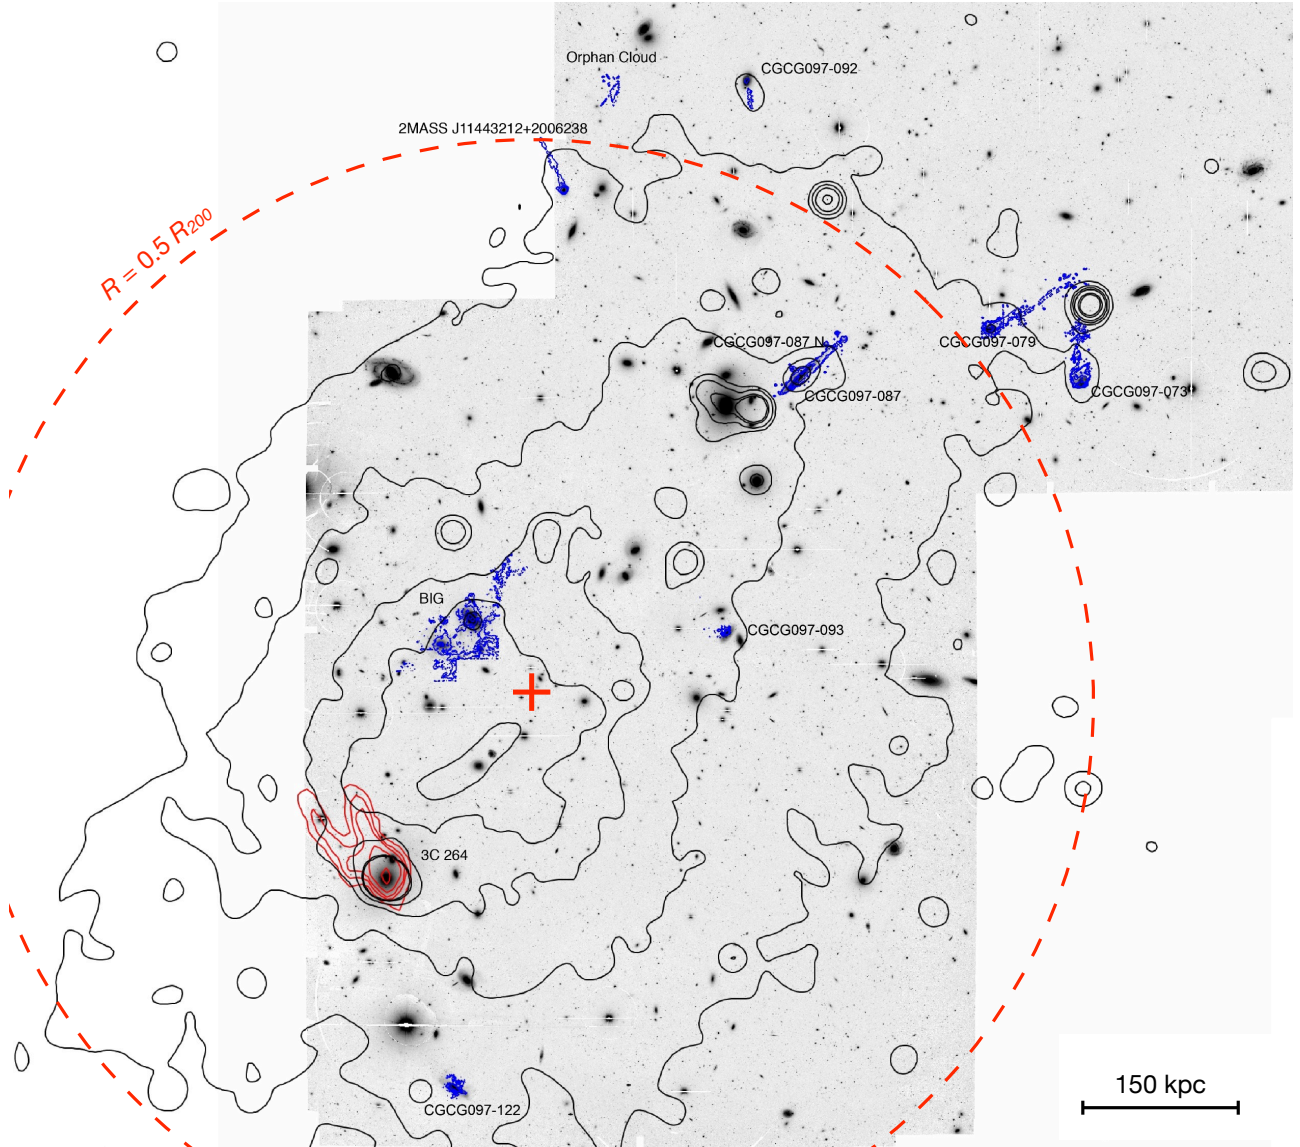 Orphan Cloud
CGCG097-092
2MASS J11443212+2006238
R = 0.5 R200
CGCG097-087 N
CGCG097-079
CGCG097-087
CGCG097-073
BIG
CGCG097-093
3C 264
150 kpc
CGCG097-122